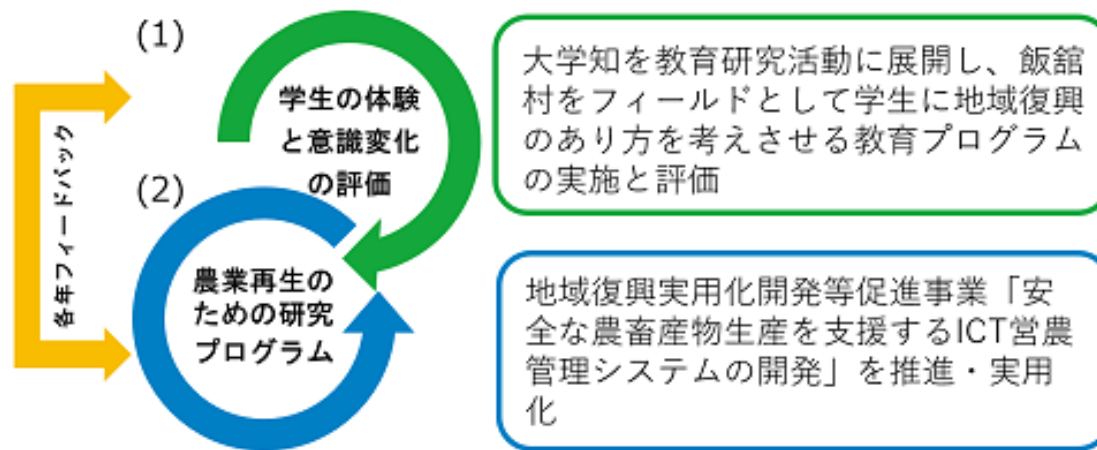 (1)
学生の体験
と意識変化
の評価
大学知を教育研究活動に展開し、飯舘
村をフィールドとして学生に地域復興
のあり方を考えさせる教育プログラム
の実施と評価
各年フィードバック
(2)
農業再生の
ための研究
プログラム
地域復興実用化開発等促進事業「安
全な農畜産物生産を支援するICT営農
管理システムの開発」を推進・実用
化